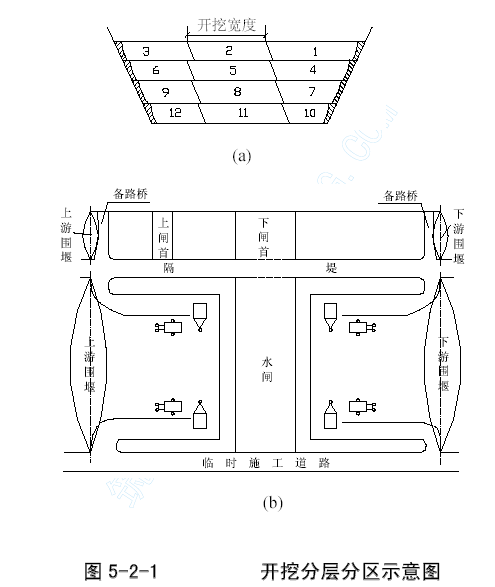 开挖宽度
3 2 1
6 5 4
9 8 7
12 11 10
(a)
备路桥 备路桥
上游围堰
上闸首
下闸首
下游围堰
隔 堤
上游围堰
水闸
下游围堰
临时施工道路
(b)
图 5-2-1 开挖分层分区示意图